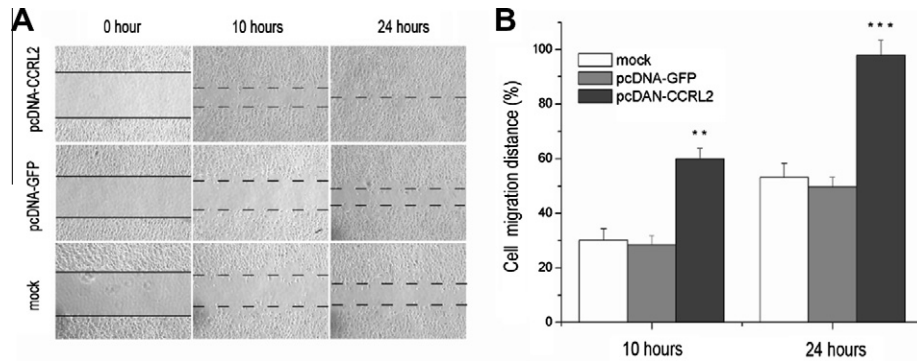 A
0 hour 10 hours 24 hours
pcDNA-CCRL2
pcDNA-GFP
mock
B
Cell migration distance (%)
100
80
60
40
20
0
mock
pcDNA-GFP
pcDAN-CCRL2
**
***
10 hours 24 hours